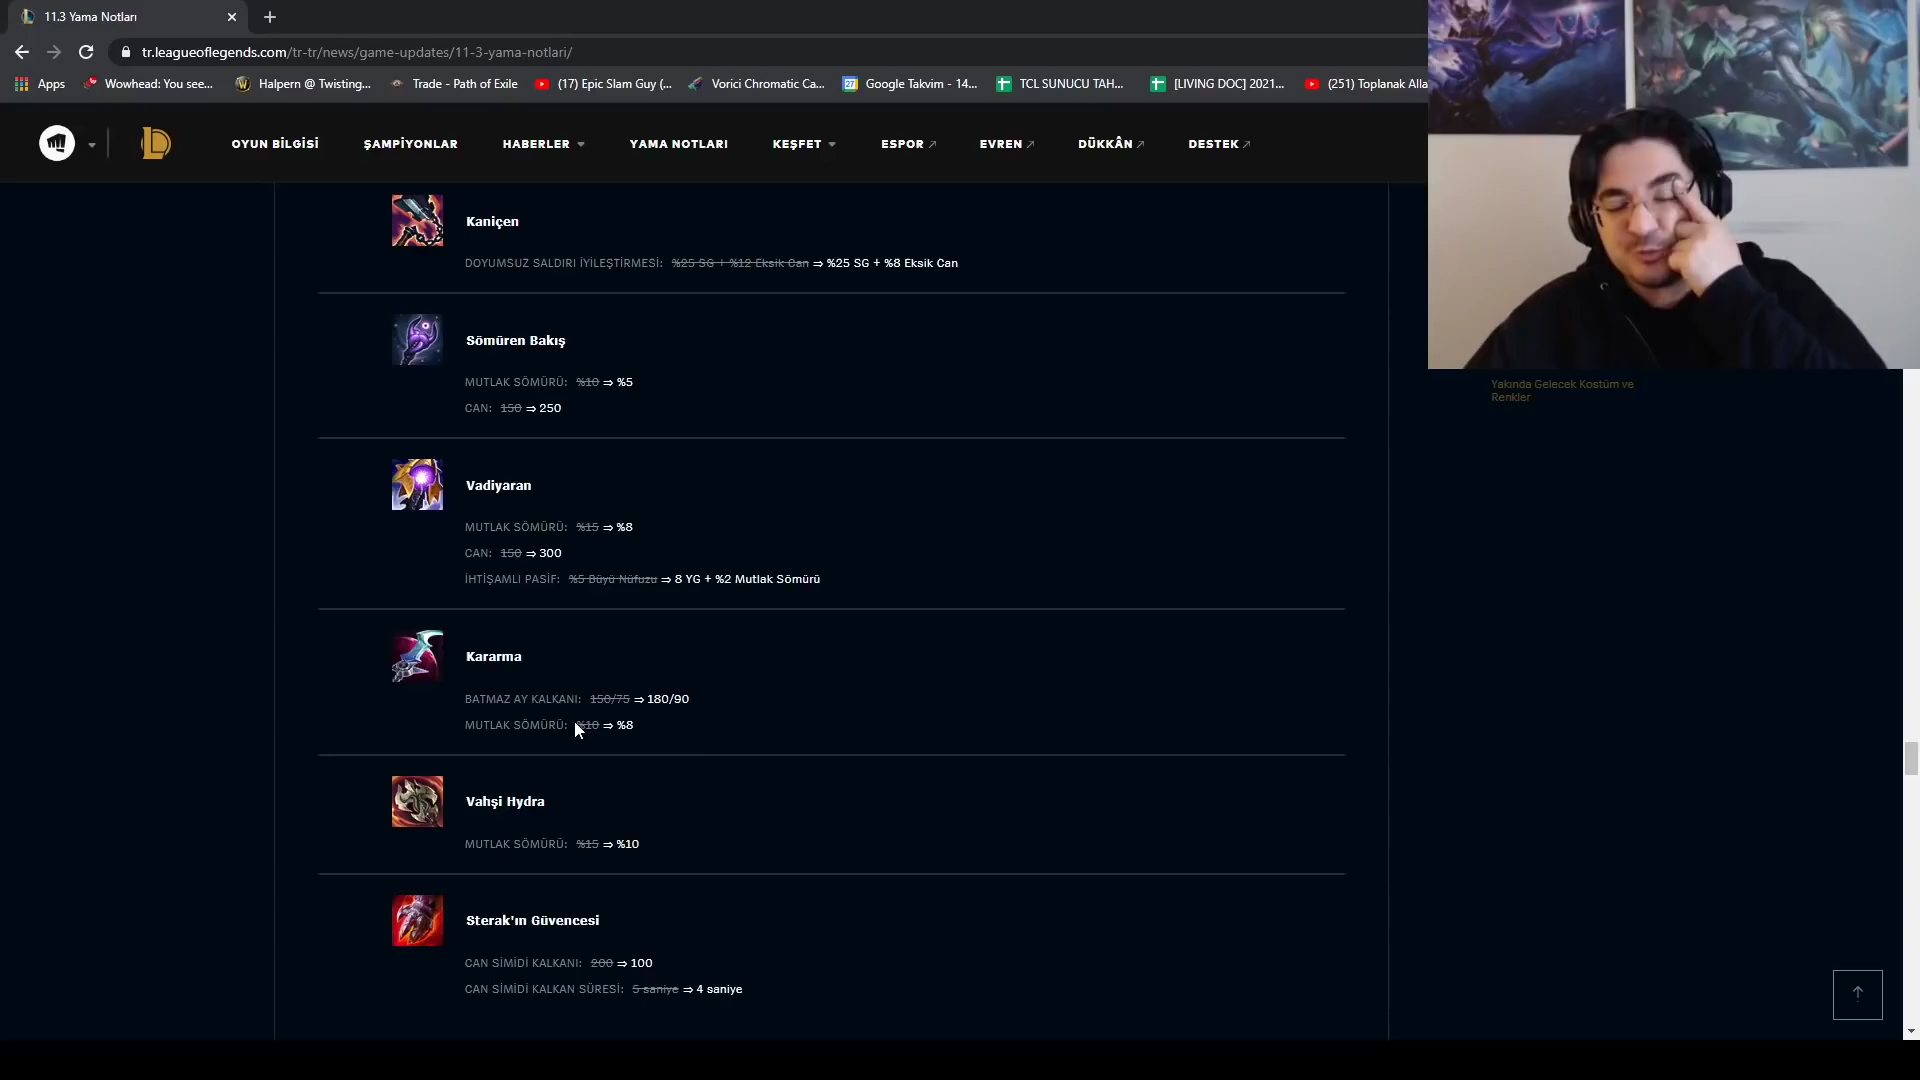 11.3 Yama Notları
tr.leagueoflegends.com/tr-tr/news/game-updates/11-3-yama-notlari/
Apps
Wowhead: You see...
Halpern @ Twisting...
Trade - Path of Exile
(17) Epic Slam Guy (...
Vorici Chromatic Ca...
27
Google Takvim - 14...
TCL SUNUCU TAH...
[LIVING DOC] 2021...
(251) Toplanak Alla
OYUN BİLGİSİ
ŞAMPİYONLAR
HABERLER
YAMA NOTLARI
KEŞFET
ESPOR
EVREN
DÜKKÂN
DESTEK
Kaniçen
DOYUMSUZ SALDIRI İYİLEŞTİRMESİ: %25 SG + %12 Eksik Can ⇒ %25 SG + %8 Eksik Can
Sömüren Bakış
MUTLAK SÖMÜRÜ: %10 ⇒ %5
CAN: 150 ⇒ 250
Vadiyaran
MUTLAK SÖMÜRÜ: %15 ⇒ %8
CAN: 150 ⇒ 300
İHTİŞAMLI PASİF: %5 Büyü Nüfuzu ⇒ 8 YG + %2 Mutlak Sömürü
Kararma
BATMAZ AY KALKANI: 150/75 ⇒ 180/90
MUTLAK SÖMÜRÜ: %10 ⇒ %8
Vahşi Hydra
MUTLAK SÖMÜRÜ: %15 ⇒ %10
Sterak'ın Güvencesi
CAN SİMİDİ KALKANI: 200 ⇒ 100
CAN SİMİDİ KALKAN SÜRESİ: 5 saniye ⇒ 4 saniye
Yakında Gelecek Kostüm ve
Renkler